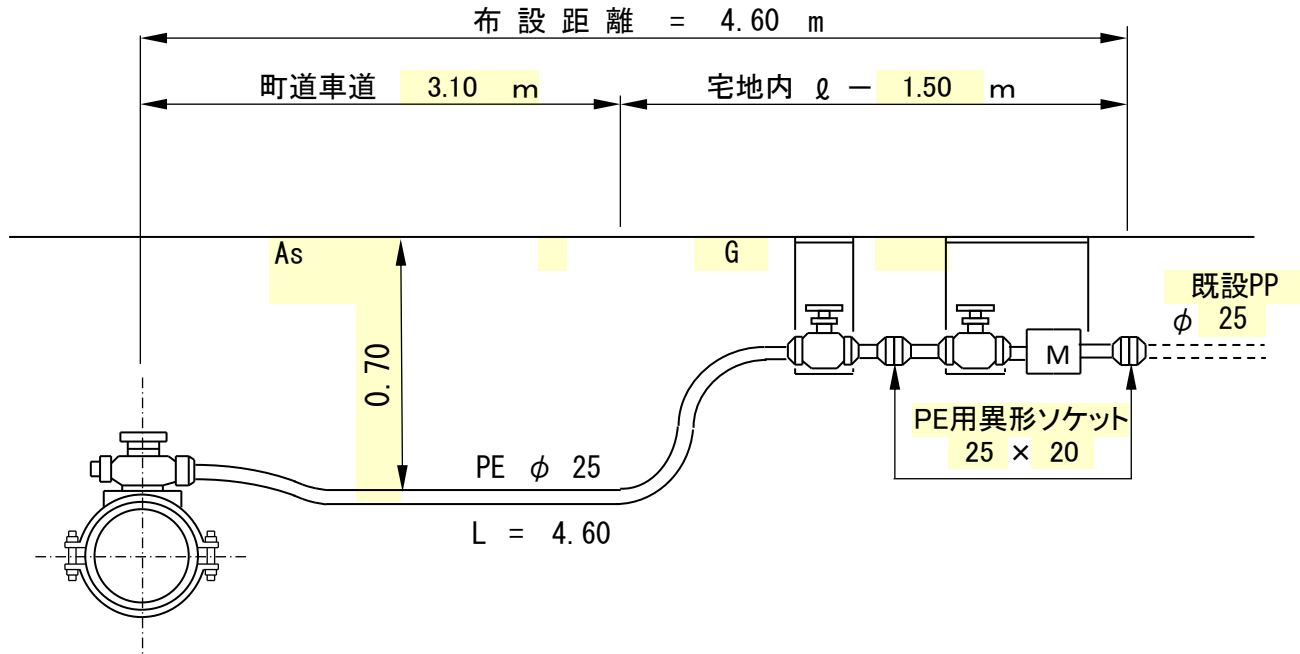 布 設 距 離 = 4.60 m
町道車道 3.10 m
宅地内 ℓ － 1.50 m
As
G
既設PP
φ 25
0.70
M
PE用異形ソケット
25 × 20
PE φ 25
L = 4.60